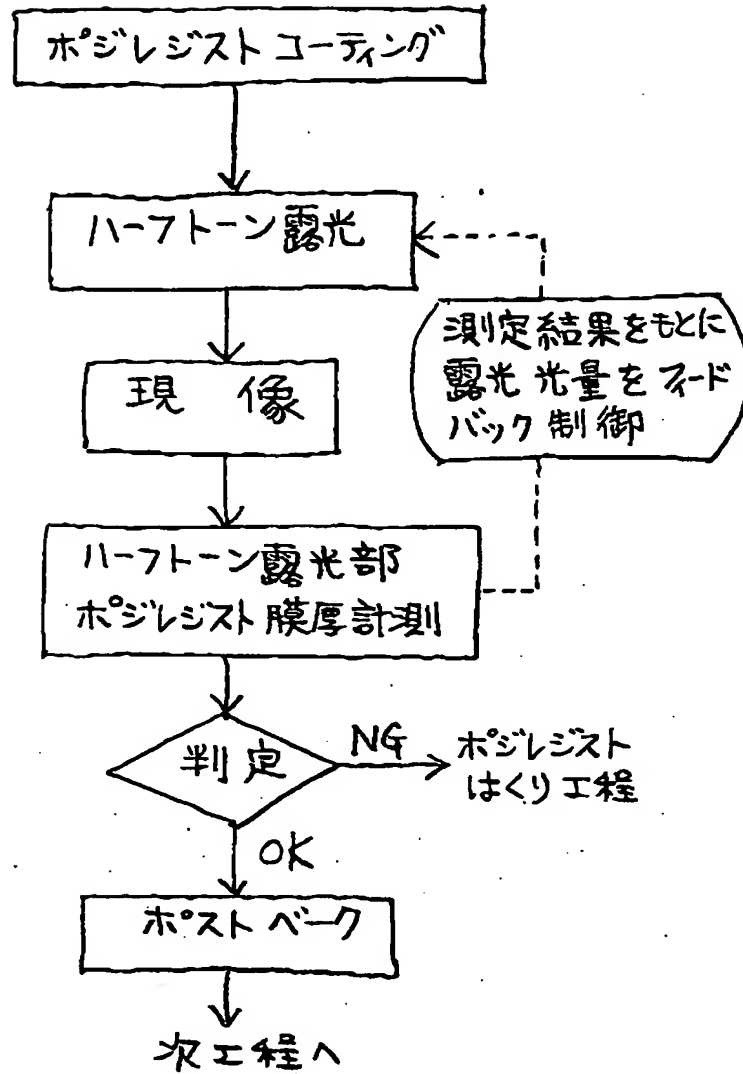 ポジレジスト コーティング
ハーフトーン露光
測定結果をもとに
露光 光量を フィード
バック 制御
現 像
ハーフトーン露光部
ポジレジスト膜厚計測
判定
NG
ポジレジスト
はくり工程
OK
ポスト ベーク
次工程へ